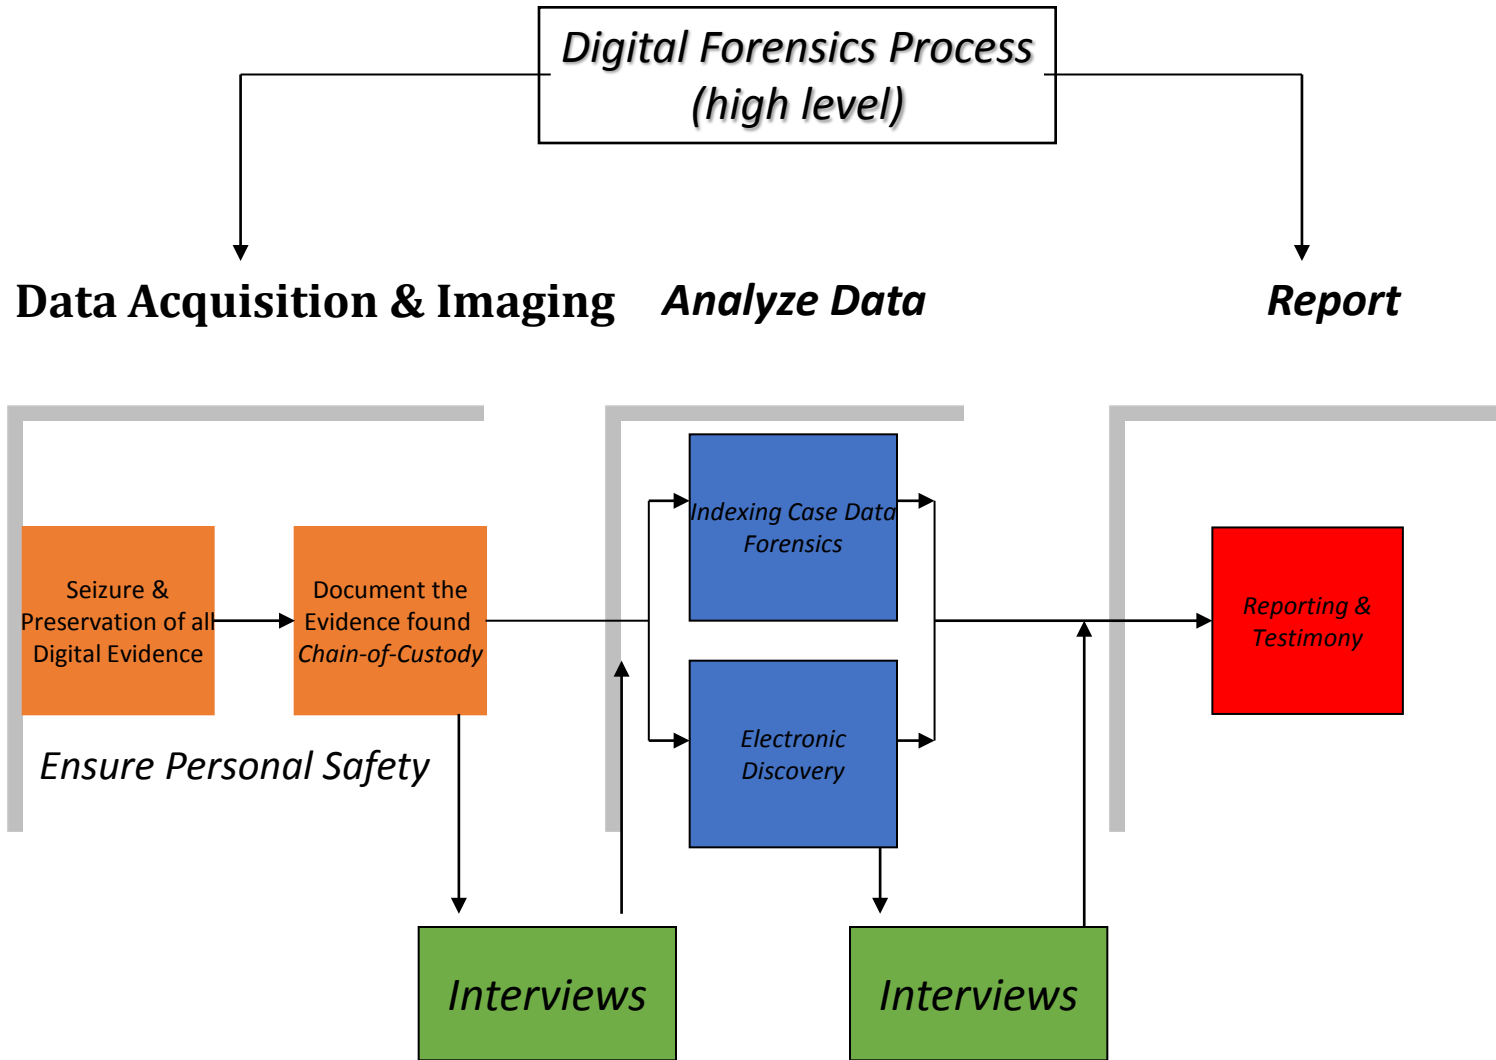 Digital Forensics Process
(high level)
Data Acquisition & Imaging
Analyze Data
Report
Seizure &
Preservation of all
Digital Evidence
Document the
Evidence found
Chain-of-Custody
Ensure Personal Safety
Indexing Case Data
Forensics
Electronic
Discovery
Reporting &
Testimony
Interviews
Interviews